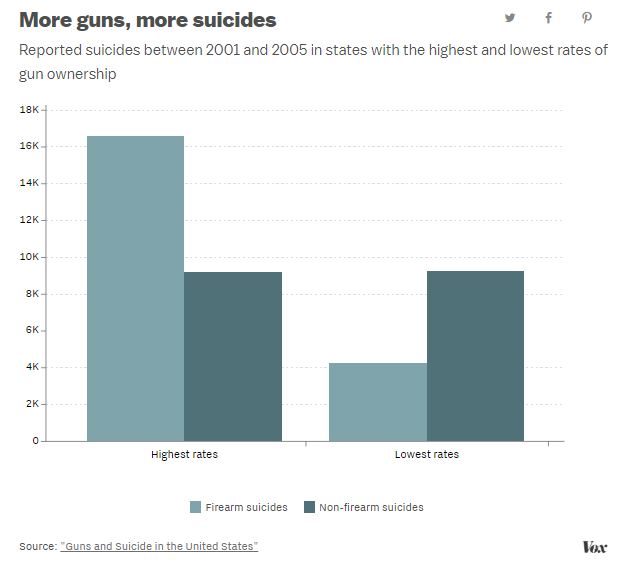 More guns, more suicides
Reported suicides between 2001 and 2005 in states with the highest and lowest rates of
gun ownership
18K
16K
14K
12K
10K
8K
6K
4K
2K
0
Highest rates
Lowest rates
Firearm suicides
Non-firearm suicides
Source: "Guns and Suicide in the United States"
Vox